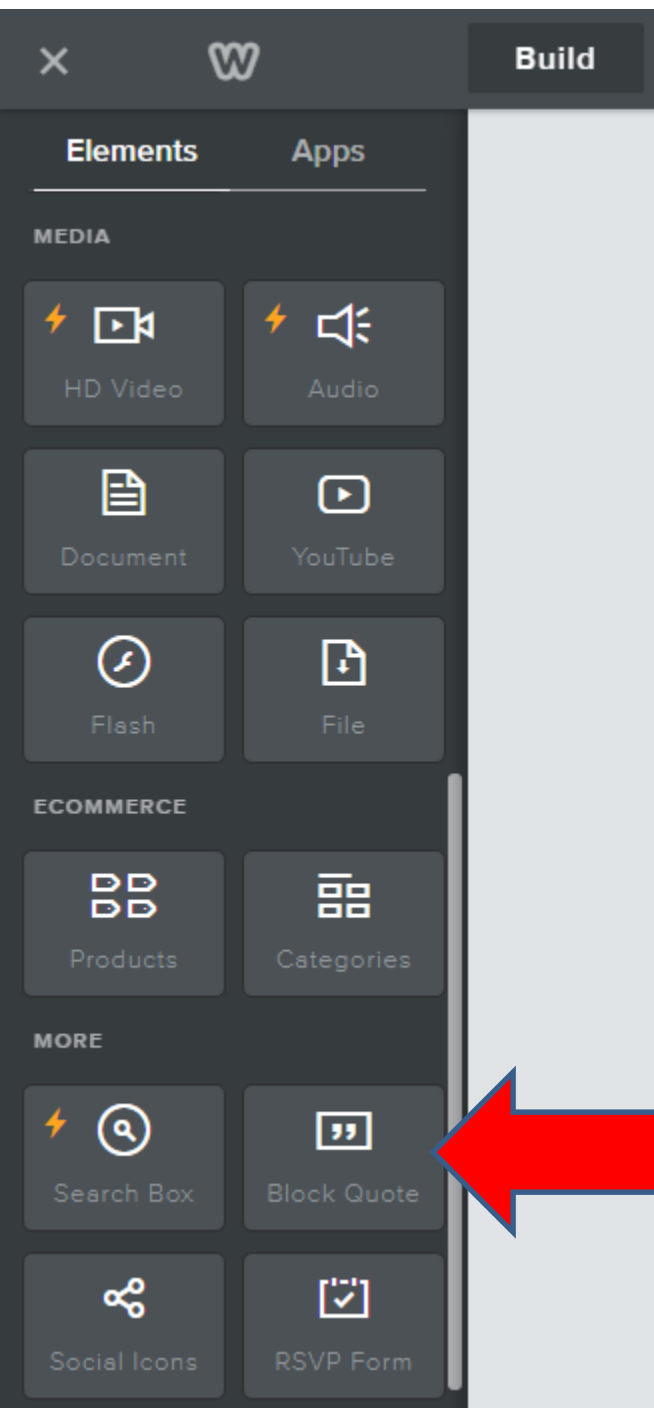 Build
Elements Apps
MEDIA
HD Video Audio
Document YouTube
Flash File
ECOMMERCE
Products Categories
MORE
Search Box Block Quote
Social Icons RSVP Form